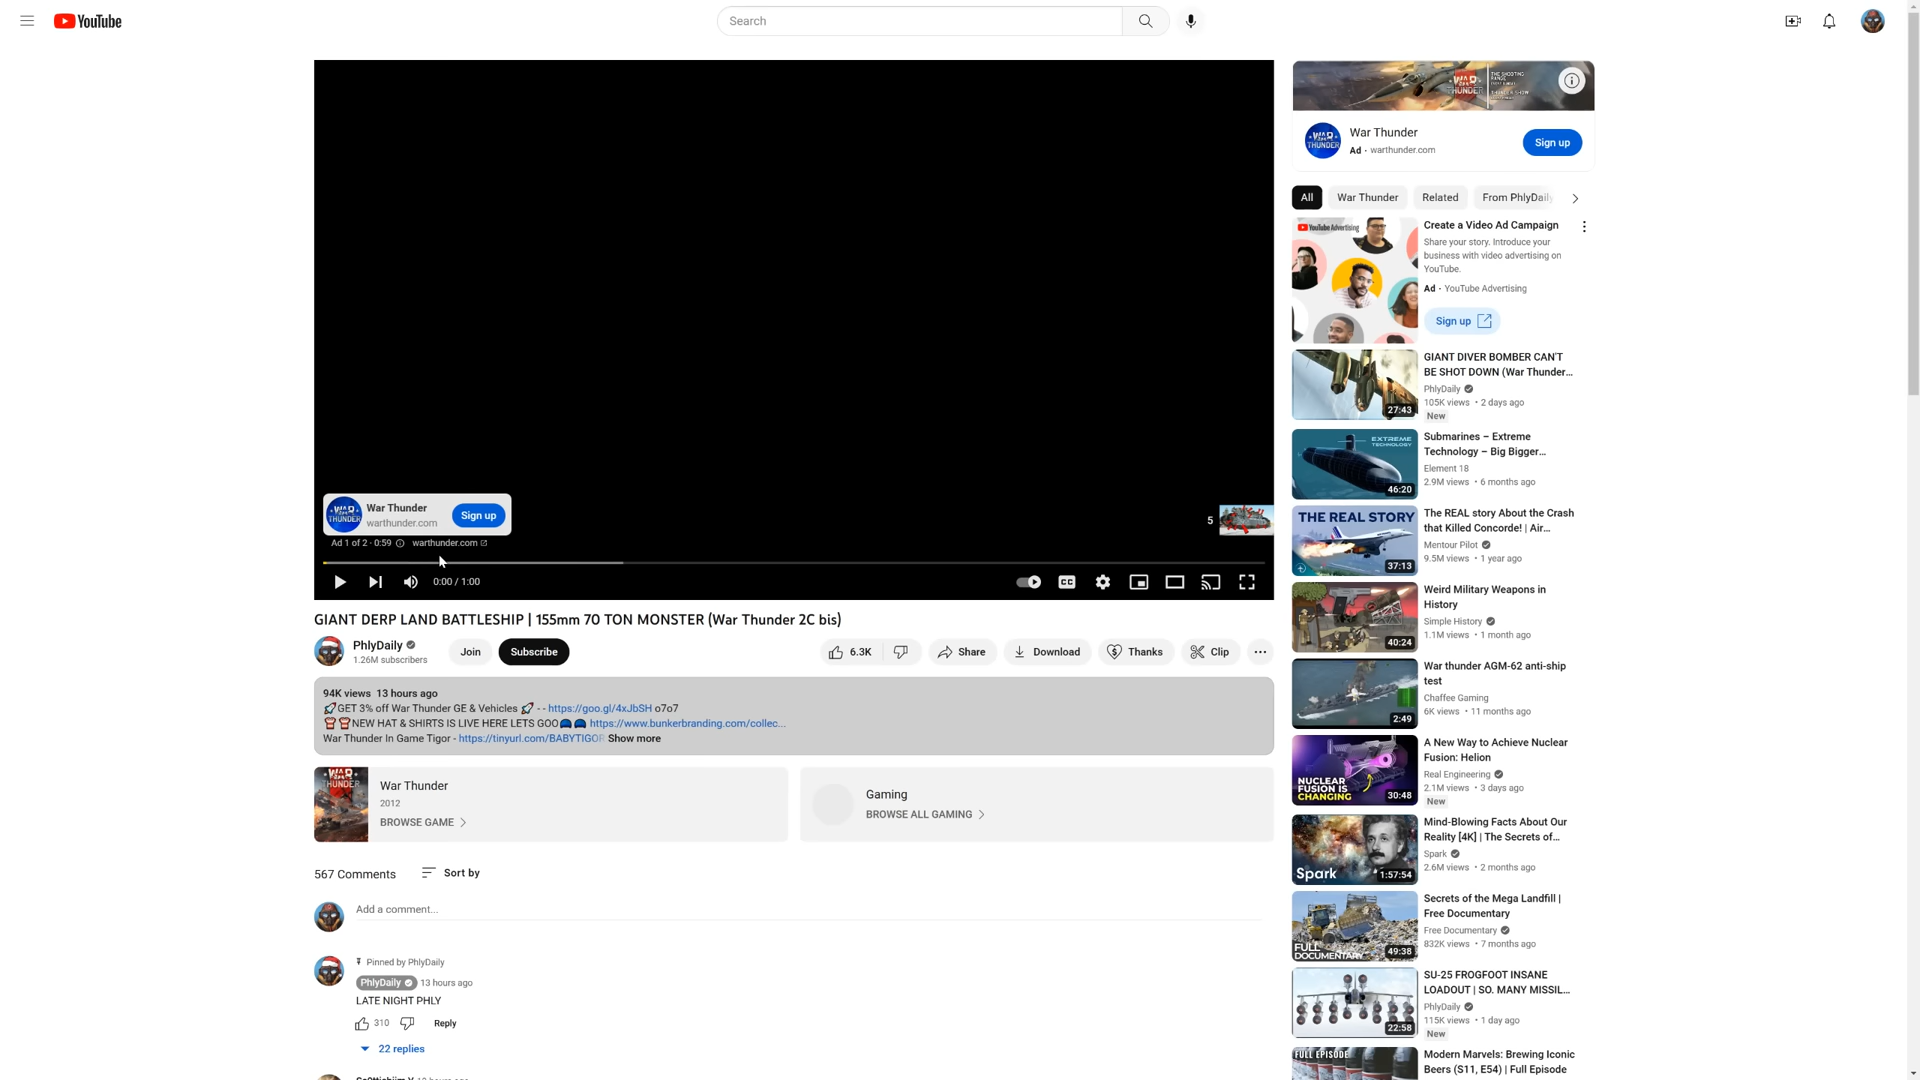 YouTube
Search
WAR THUNDER
THE SHOOTING
RANGE
War Thunder
Ad · warthunder.com
Sign up
All
War Thunder
Related
From PhlyDaily
YouTube Advertising
Create a Video Ad Campaign
Share your story. Introduce your
business with video advertising on
YouTube.
Ad · YouTube Advertising
Sign up
GIANT DIVER BOMBER CAN'T
BE SHOT DOWN (War Thunder...
PhlyDaily
105K views • 2 days ago
New
27:43
EXTREME
TECHNOLOGY
Submarines – Extreme
Technology – Big Bigger...
Element 18
2.9M views • 6 months ago
46:20
THE REAL STORY
The REAL story About the Crash
that Killed Concorde! | Air...
Mentour Pilot
9.5M views • 1 year ago
37:13
Weird Military Weapons in
History
Simple History
1.1M views • 1 month ago
40:24
War thunder AGM-62 anti-ship
test
Chaffee Gaming
6K views • 11 months ago
2:49
NUCLEAR
FUSION IS
CHANGING
A New Way to Achieve Nuclear
Fusion: Helion
Real Engineering
2.1M views • 3 days ago
New
30:48
Spark
Mind-Blowing Facts About Our
Reality [4K] | The Secrets of...
Spark
2.6M views • 2 months ago
1:57:54
FULL
DOCUMENTARY
Secrets of the Mega Landfill |
Free Documentary
Free Documentary
832K views • 7 months ago
49:38
SU-25 FROGFOOT INSANE
LOADOUT | SO. MANY MISSIL...
PhlyDaily
115K views • 1 day ago
New
22:58
FULL EPISODE
Modern Marvels: Brewing Iconic
Beers (S11, E54) | Full Episode
WAR THUNDER
War Thunder
warthunder.com
Sign up
Ad 1 of 2 · 0:59
warthunder.com
5
0:00 / 1:00
CC
GIANT DERP LAND BATTLESHIP | 155mm 70 TON MONSTER (War Thunder 2C bis)
PhlyDaily
1.26M subscribers
Join
Subscribe
6.3K
Share
Download
Thanks
Clip
94K views 13 hours ago
🚀GET 3% off War Thunder GE & Vehicles 🚀 - - https://goo.gl/4xJbSH o7o7
NEW HAT & SHIRTS IS LIVE HERE LETS GOO https://www.bunkerbranding.com/collec...
War Thunder In Game Tigor - https://tinyurl.com/BABYTIGOR Show more
WAR THUNDER
War Thunder
2012
BROWSE GAME
Gaming
BROWSE ALL GAMING
567 Comments
Sort by
Add a comment...
Pinned by PhlyDaily
PhlyDaily 13 hours ago
LATE NIGHT PHLY
310
Reply
22 replies